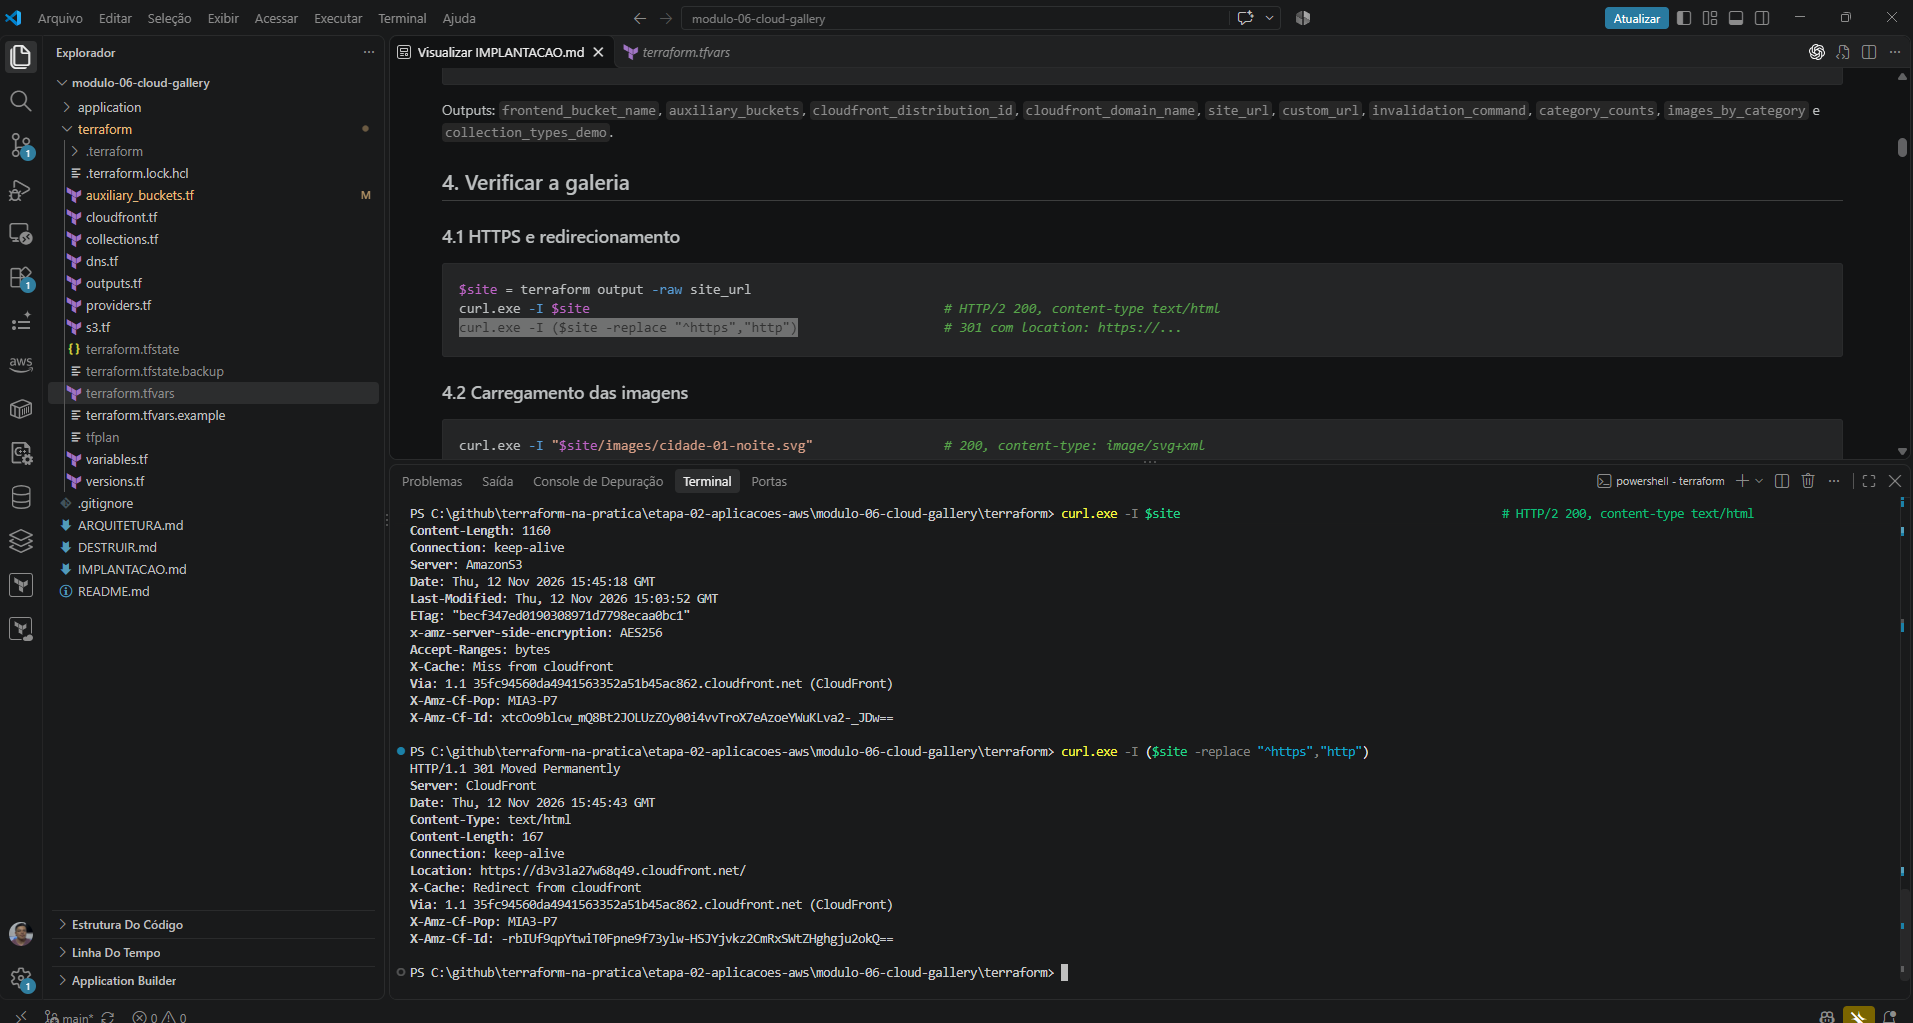 Arquivo Terraform Editar Seleção Exibir Acessar Executar Terminal Ajuda
modulo-06-cloud-gallery
Atualizar
Explorador
modulo-06-cloud-gallery
application
terraform
.terraform
.terraform.lock.hcl
auxiliary_buckets.tf M
cloudfront.tf
collections.tf
dns.tf
outputs.tf
providers.tf
s3.tf
{} terraform.tfstate
terraform.tfstate.backup
terraform.tfvars
terraform.tfvars.example
tfplan
variables.tf
versions.tf
.gitignore
ARQUITETURA.md
DESTRUIR.md
IMPLANTACAO.md
README.md
Estrutura Do Código
Linha Do Tempo
Application Builder
1
1
aws
1
Visualizar IMPLANTACAO.md
terraform.tfvars
Outputs: frontend_bucket_name, auxiliary_buckets, cloudfront_distribution_id, cloudfront_domain_name, site_url, custom_url, invalidation_command, category_counts, images_by_category e
collection_types_demo.
4. Verificar a galeria
4.1 HTTPS e redirecionamento
$site = terraform output -raw site_url
curl.exe -I $site # HTTP/2 200, content-type text/html
curl.exe -I ($site -replace "^https","http") # 301 com location: https://...
4.2 Carregamento das imagens
curl.exe -I "$site/images/cidade-01-noite.svg" # 200, content-type: image/svg+xml
Problemas Saída Console de Depuração Terminal Portas
powershell - terraform
PS C:\github\terraform-na-pratica\etapa-02-aplicacoes-aws\modulo-06-cloud-gallery\terraform> curl.exe -I $site # HTTP/2 200, content-type text/html
Content-Length: 1160
Connection: keep-alive
Server: AmazonS3
Date: Thu, 12 Nov 2026 15:45:18 GMT
Last-Modified: Thu, 12 Nov 2026 15:03:52 GMT
ETag: "becf347ed0190308971d7798ecaa0bc1"
x-amz-server-side-encryption: AES256
Accept-Ranges: bytes
X-Cache: Miss from cloudfront
Via: 1.1 35fc94560da4941563352a51b45ac862.cloudfront.net (CloudFront)
X-Amz-Cf-Pop: MIA3-P7
X-Amz-Cf-Id: xtcOo9blcw_mQ8Bt2JOLUzZOy00i4vvTroX7eAzoeYWuKLva2-_JDw==
PS C:\github\terraform-na-pratica\etapa-02-aplicacoes-aws\modulo-06-cloud-gallery\terraform> curl.exe -I ($site -replace "^https","http")
HTTP/1.1 301 Moved Permanently
Server: CloudFront
Date: Thu, 12 Nov 2026 15:45:43 GMT
Content-Type: text/html
Content-Length: 167
Connection: keep-alive
Location: https://d3v3la27w68q49.cloudfront.net/
X-Cache: Redirect from cloudfront
Via: 1.1 35fc94560da4941563352a51b45ac862.cloudfront.net (CloudFront)
X-Amz-Cf-Pop: MIA3-P7
X-Amz-Cf-Id: -rbIUf9qpYtwiT0Fpne9f73ylw-HSJYjvkz2CmRxSWtZHghgju2okQ==
PS C:\github\terraform-na-pratica\etapa-02-aplicacoes-aws\modulo-06-cloud-gallery\terraform>
main* 0 0